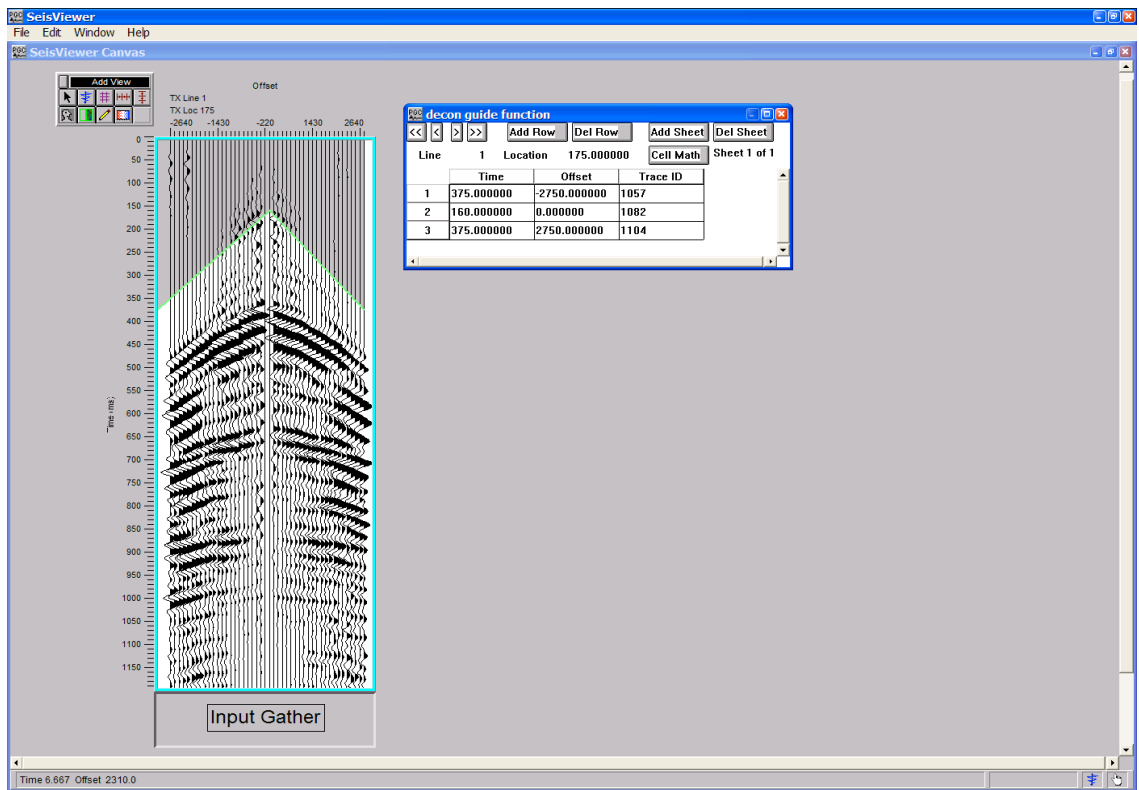 PGC SeisViewer
File Edit Window Help
PGC SeisViewer Canvas
Add View
Offset
TX Line 1
TX Loc 175
-2640 -1430 -220 1430 2640
0
50
100
150
200
250
300
350
400
450
500
550
600
650
700
750
800
850
900
950
1000
1050
1100
1150
Time (ms)
Input Gather
PGC decon guide function
<< < > >> Add Row Del Row Add Sheet Del Sheet
Line 1 Location 175.000000 Cell Math Sheet 1 of 1
Time Offset Trace ID
1 375.000000 -2750.000000 1057
2 160.000000 0.000000 1082
3 375.000000 2750.000000 1104
Time 6.667 Offset 2310.0